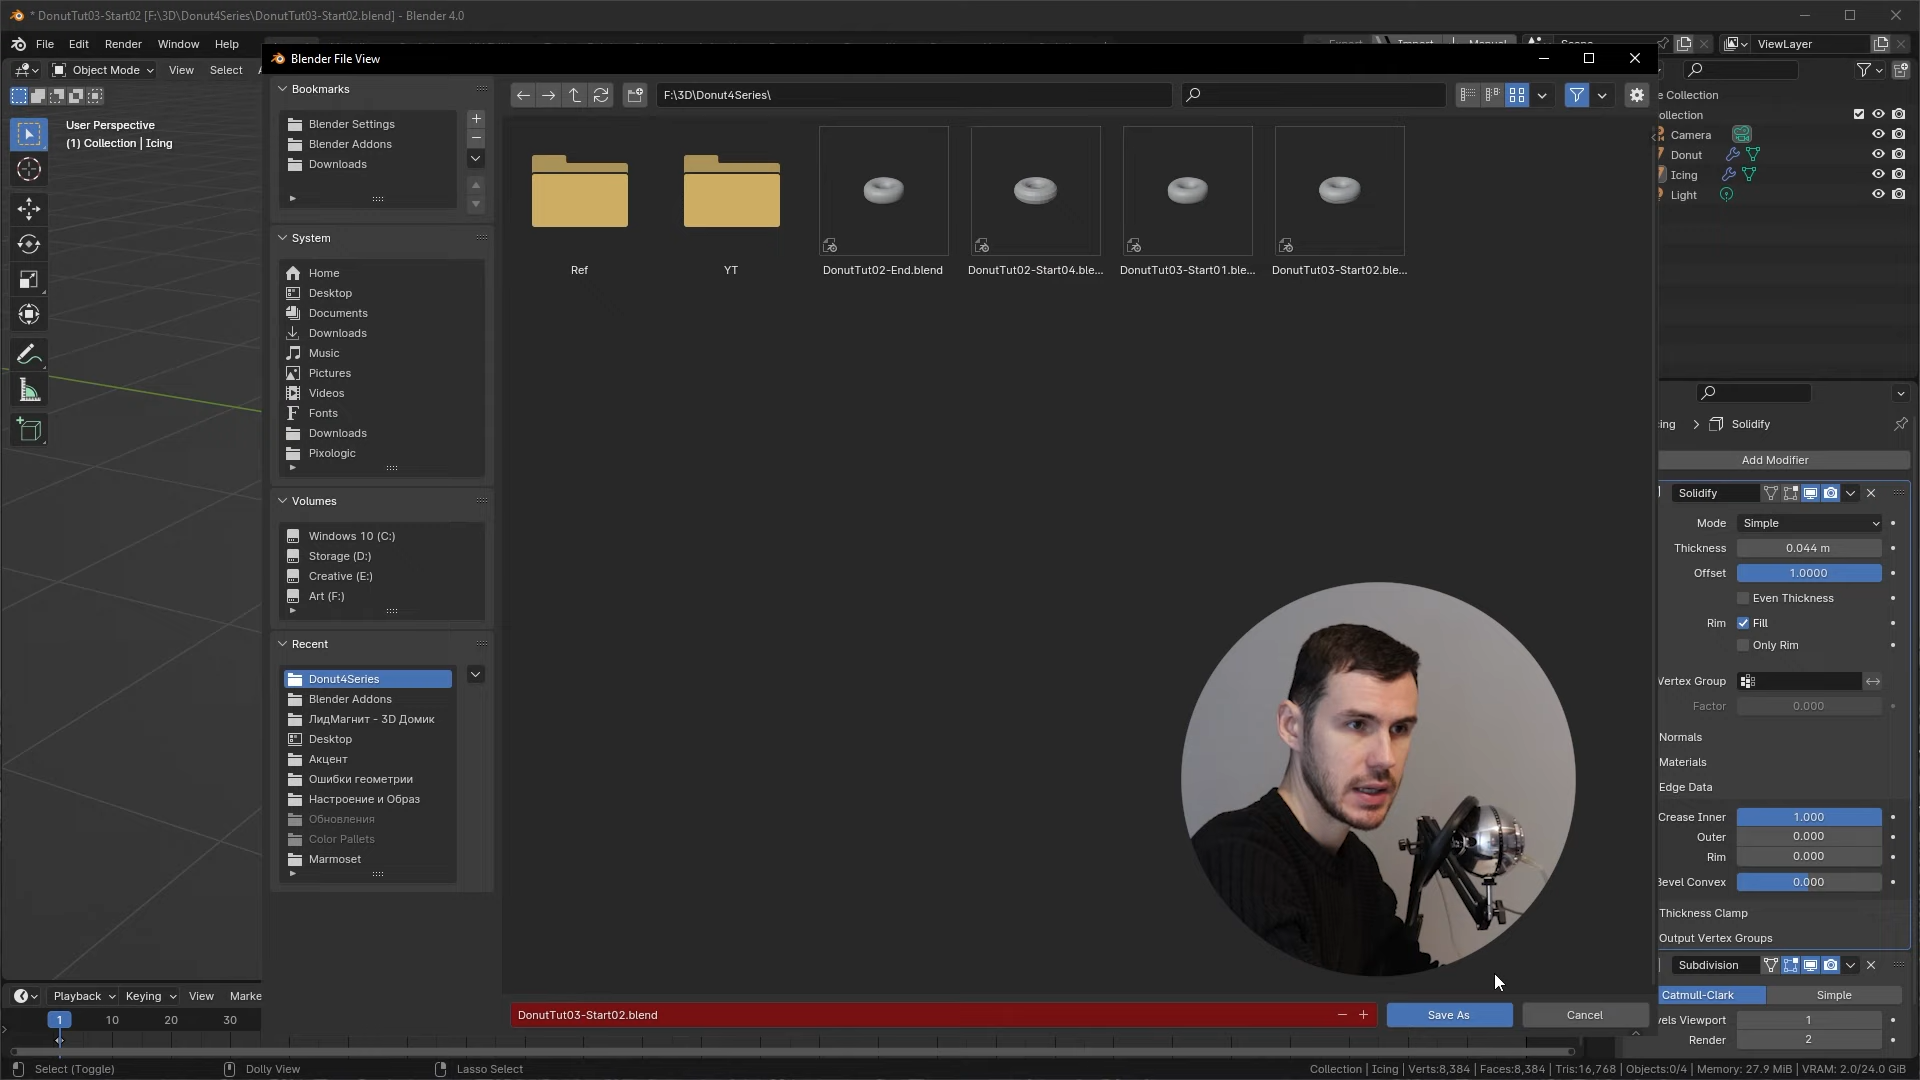 * DonutTut03-Start02 [F:\3D\Donut4Series\DonutTut03-Start02.blend] - Blender 4.0
File Edit Render Window Help
ViewLayer
Object Mode View Select
User Perspective
(1) Collection | Icing
Blender File View
Bookmarks
Blender Settings
Blender Addons
Downloads
System
Home
Desktop
Documents
Downloads
Music
Pictures
Videos
Fonts
Downloads
Pixologic
Volumes
Windows 10 (C:)
Storage (D:)
Creative (E:)
Art (F:)
Recent
Donut4Series
Blender Addons
ЛидМагнит - 3D Домик
Desktop
Акцент
Ошибки геометрии
Настроение и Образ
Обновления
Color Pallets
Marmoset
F:\3D\Donut4Series\
Ref
YT
DonutTut02-End.blend
DonutTut02-Start04.ble...
DonutTut03-Start01.ble...
DonutTut03-Start02.ble...
DonutTut03-Start02.blend
Save As
Cancel
e Collection
ollection
Camera
Donut
Icing
Light
cing > Solidify
Add Modifier
Solidify
Mode Simple
Thickness 0.044 m
Offset 1.0000
Even Thickness
Rim Fill
Only Rim
Vertex Group
Factor 0.000
Normals
Materials
Edge Data
Crease Inner 1.000
Outer 0.000
Rim 0.000
Bevel Convex 0.000
Thickness Clamp
Output Vertex Groups
Subdivision
Catmull-Clark Simple
vels Viewport 1
Render 2
Playback Keying View Marke
1 10 20 30
Select (Toggle) Dolly View Lasso Select
Collection | Icing | Verts:8,384 | Faces:8,384 | Tris:16,768 | Objects:0/4 | Memory: 27.9 MiB | VRAM: 2.0/24.0 GiB